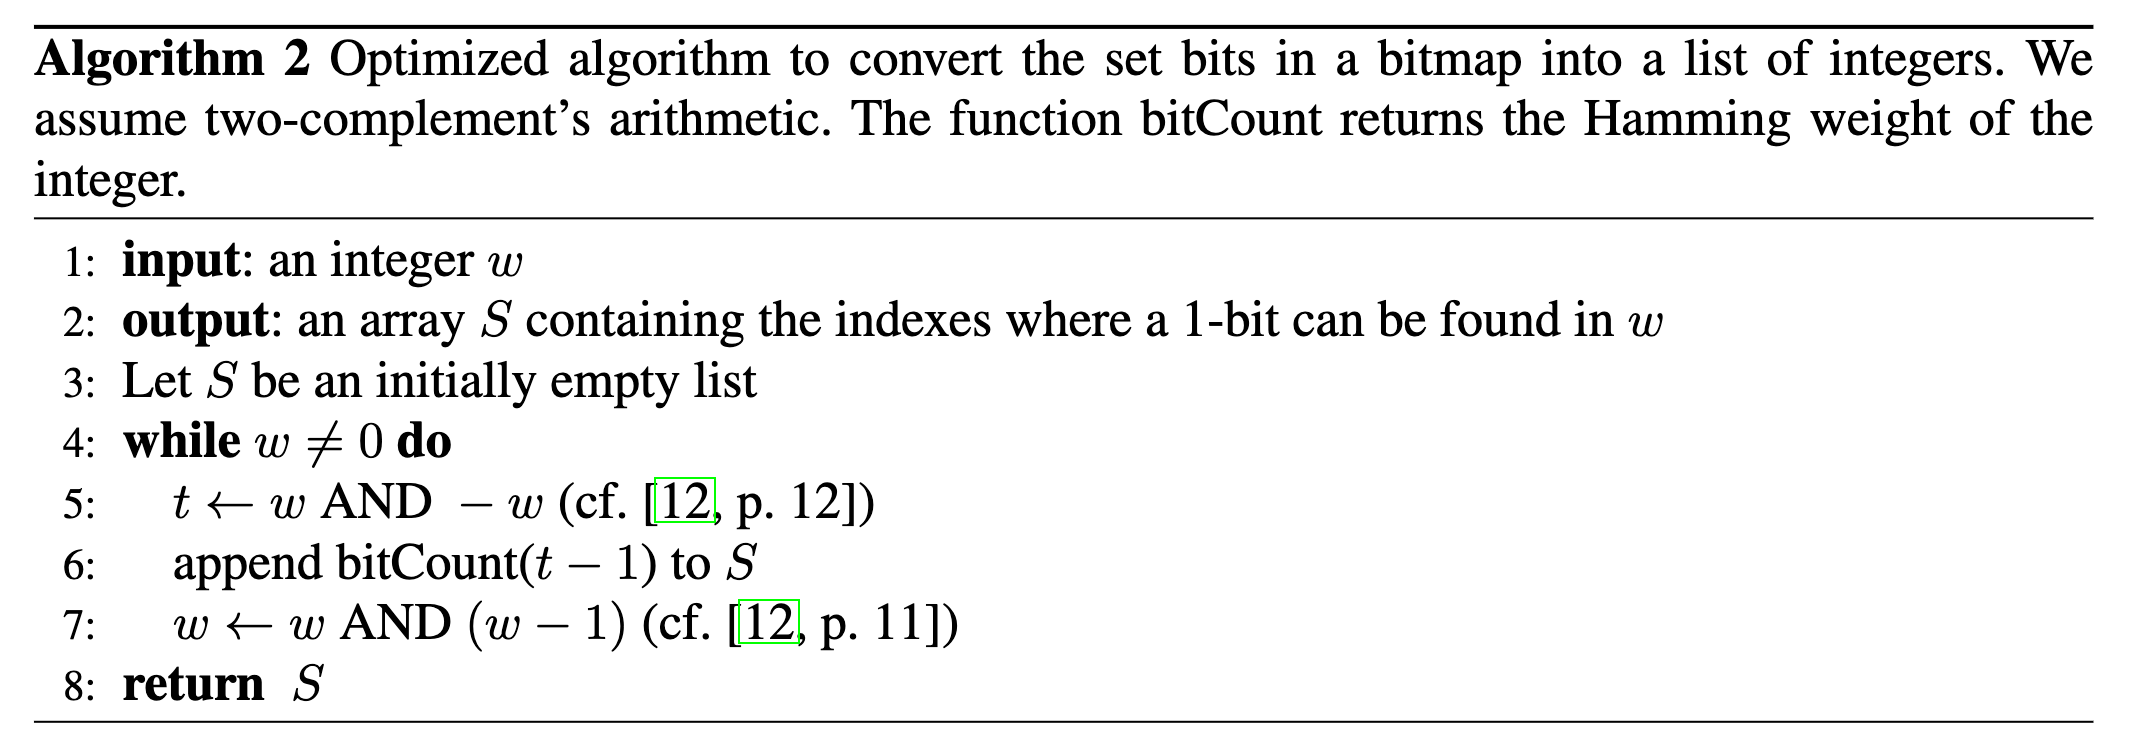 Algorithm 2 Optimized algorithm to convert the set bits in a bitmap into a list of integers. We
assume two-complement's arithmetic. The function bitCount returns the Hamming weight of the
integer.
1: input: an integer w
2: output: an array S containing the indexes where a 1-bit can be found in w
3: Let S be an initially empty list
4: while w ≠ 0 do
5: t ← w AND − w (cf. [12, p. 12])
6: append bitCount(t − 1) to S
7: w ← w AND (w − 1) (cf. [12, p. 11])
8: return S